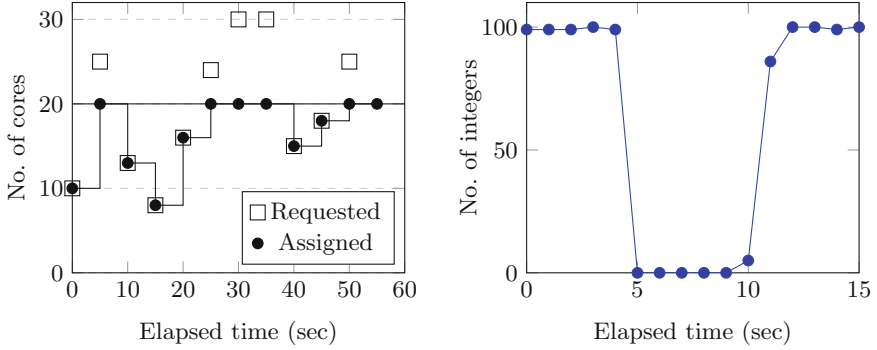 30
20
10
0
No. of cores
Requested
Assigned
0 10 20 30 40 50 60
Elapsed time (sec)
100
50
0
No. of integers
0 5 10 15
Elapsed time (sec)